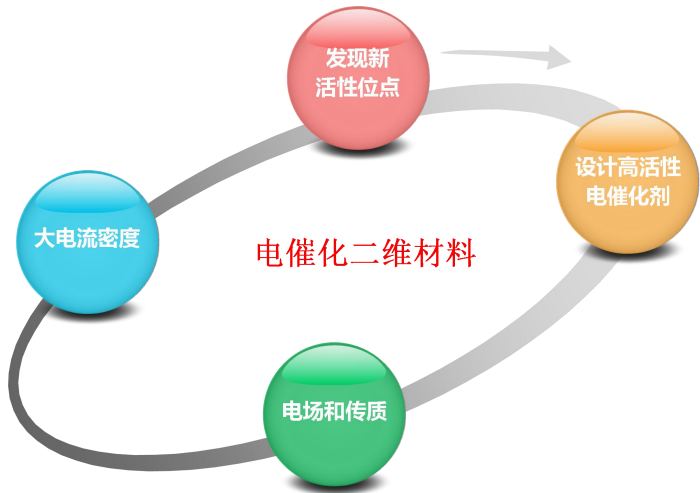 发现新
活性位点
设计高活性
电催化剂
大电流密度
电催化二维材料
电场和传质